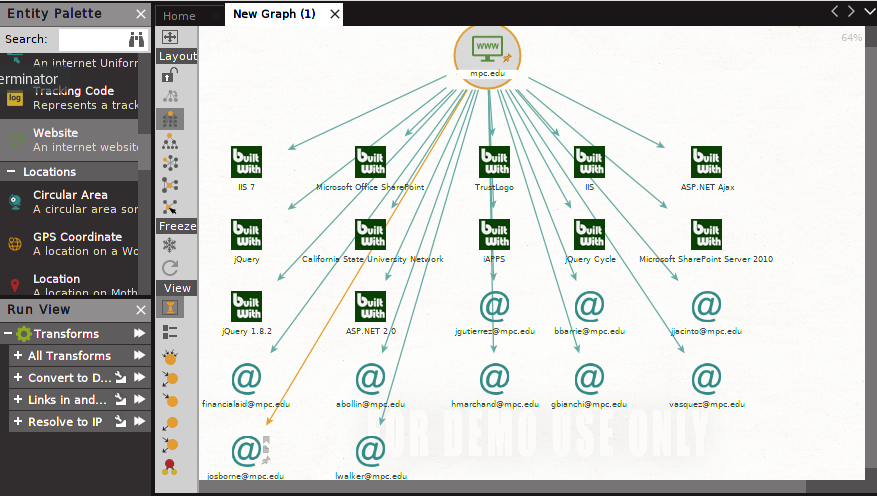 Entity Palette
Search:
An internet Uniforr
erminator
Tracking Code
log
Represents a track
Website
An internet website
Locations
Circular Area
A circular area sor
GPS Coordinate
A location on a Wo
Location
A location on Moth
Run View
Transforms
All Transforms
Convert to D...
Links in and...
Resolve to IP
Home
New Graph (1)
Layout
Freeze
View
64%
www
mpc.edu
built With
IIS 7
built With
Microsoft Office SharePoint
built With
TrustLogo
built With
IIS
built With
ASP.NET Ajax
built With
jQuery
built With
California State University Network
built With
iAPPS
built With
jQuery Cycle
built With
Microsoft SharePoint Server 2010
built With
jQuery 1.8.2
built With
ASP.NET 2.0
@
jgutierrez@mpc.edu
@
bbarrie@mpc.edu
@
jjacinto@mpc.edu
@
financialaid@mpc.edu
@
abollin@mpc.edu
@
hmarchand@mpc.edu
@
gbianchi@mpc.edu
@
vasquez@mpc.edu
@
josborne@mpc.edu
@
lwalker@mpc.edu
FOR DEMO USE ONLY